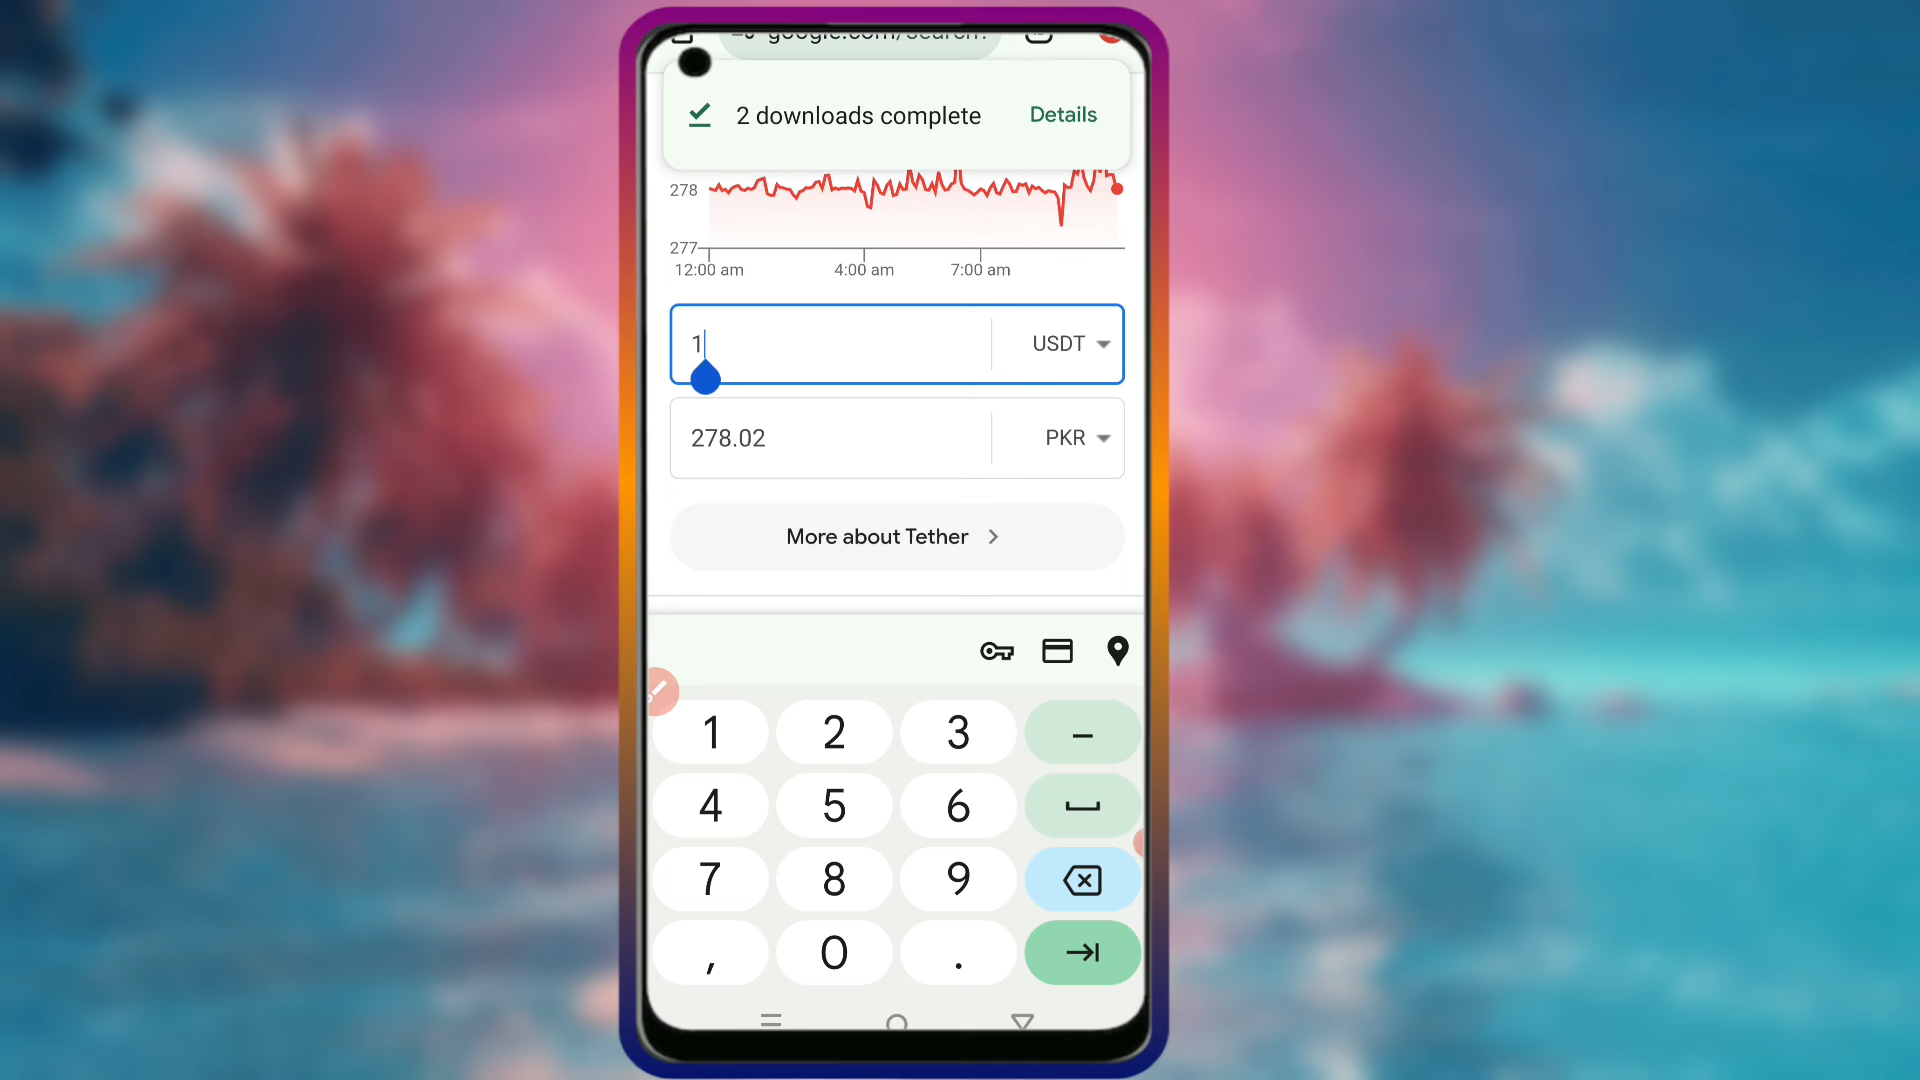 google.com/search?
2 downloads complete Details
278
277
12:00 am 4:00 am 7:00 am
1 USDT
278.02 PKR
More about Tether
1 2 3 –
4 5 6
7 8 9
, 0 .